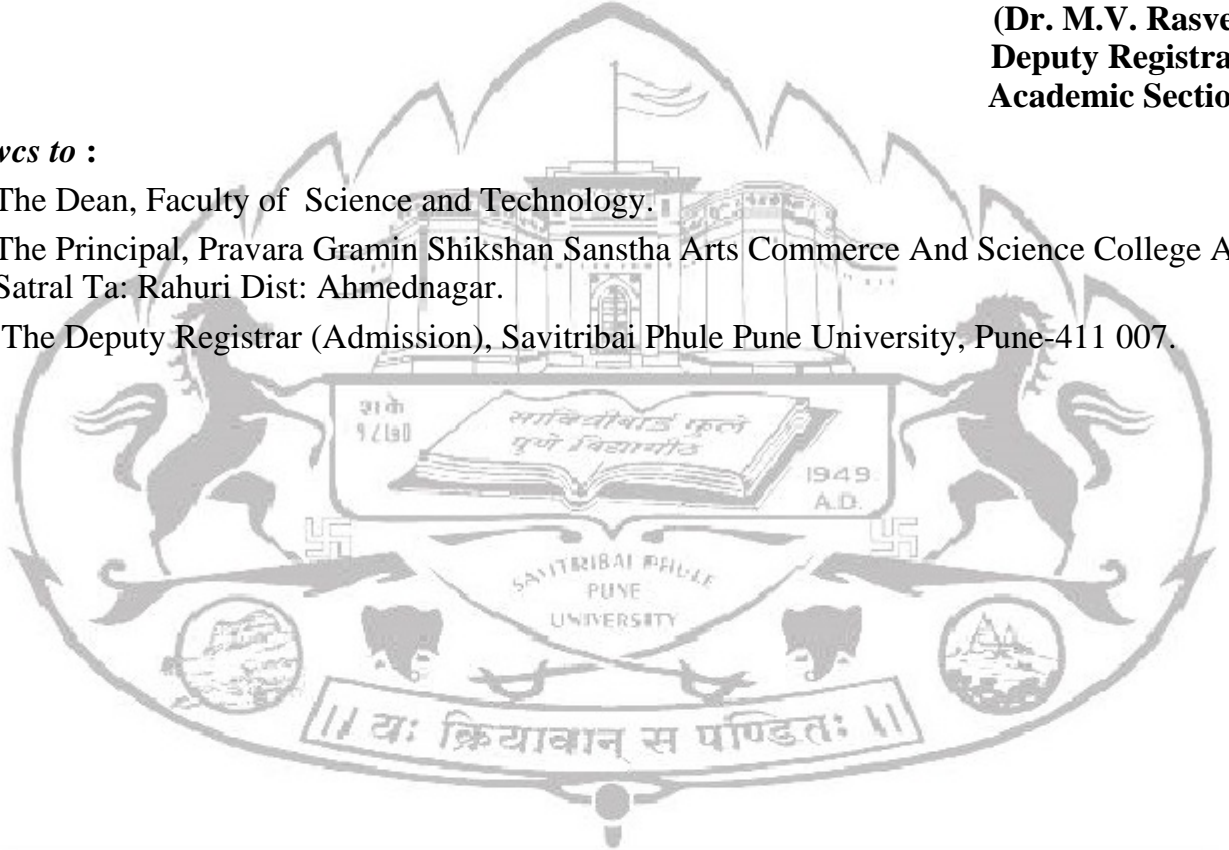 (Dr. M.V. Rasve
Deputy Registra
Academic Sectio
wcs to :
The Dean, Faculty of Science and Technology.
The Principal, Pravara Gramin Shikshan Sanstha Arts Commerce And Science College A
Satral Ta: Rahuri Dist: Ahmednagar.
The Deputy Registrar (Admission), Savitribai Phule Pune University, Pune-411 007.
शके
१८७०
सावित्रीबाई फुले
पुणे विद्यापीठ
1949
A.D.
SAVITRIBAI PHULE
PUNE
UNIVERSITY
॥ यः क्रियावान् स पण्डितः ॥